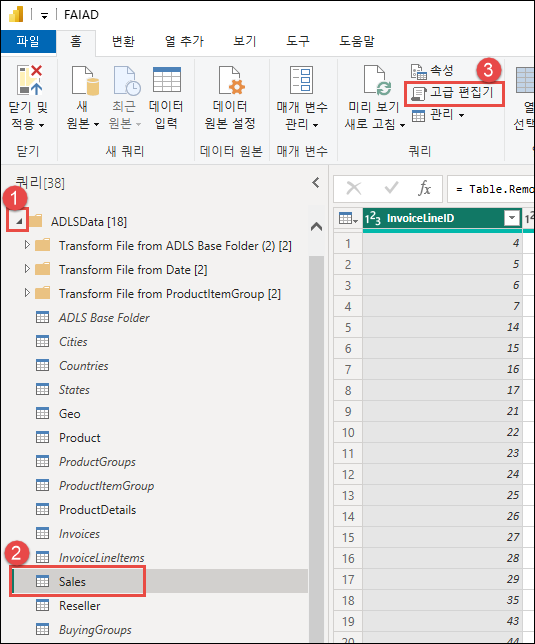 FAIAD
파일 홈 변환 열 추가 보기 도구 도움말
닫기 및 적용
새 원본
최근 원본
데이터 입력
데이터 원본 설정
매개 변수 관리
미리 보기 새로 고침
속성
3
고급 편집기
관리
열 선택
닫기 새 쿼리 데이터 원본 매개 변수 쿼리
쿼리[38]
= Table.Remo
1
ADLSData [18]
Transform File from ADLS Base Folder (2) [2]
Transform File from Date [2]
Transform File from ProductItemGroup [2]
ADLS Base Folder
Cities
Countries
States
Geo
Product
ProductGroups
ProductItemGroup
ProductDetails
Invoices
2
InvoiceLineItems
Sales
Reseller
BuyingGroups
1²3 InvoiceLineID
1 4
2 5
3 6
4 7
5 14
6 15
7 16
8 17
9 21
10 22
11 23
12 24
13 25
14 26
15 27
16 28
17 29
18 35
19 43
20 44